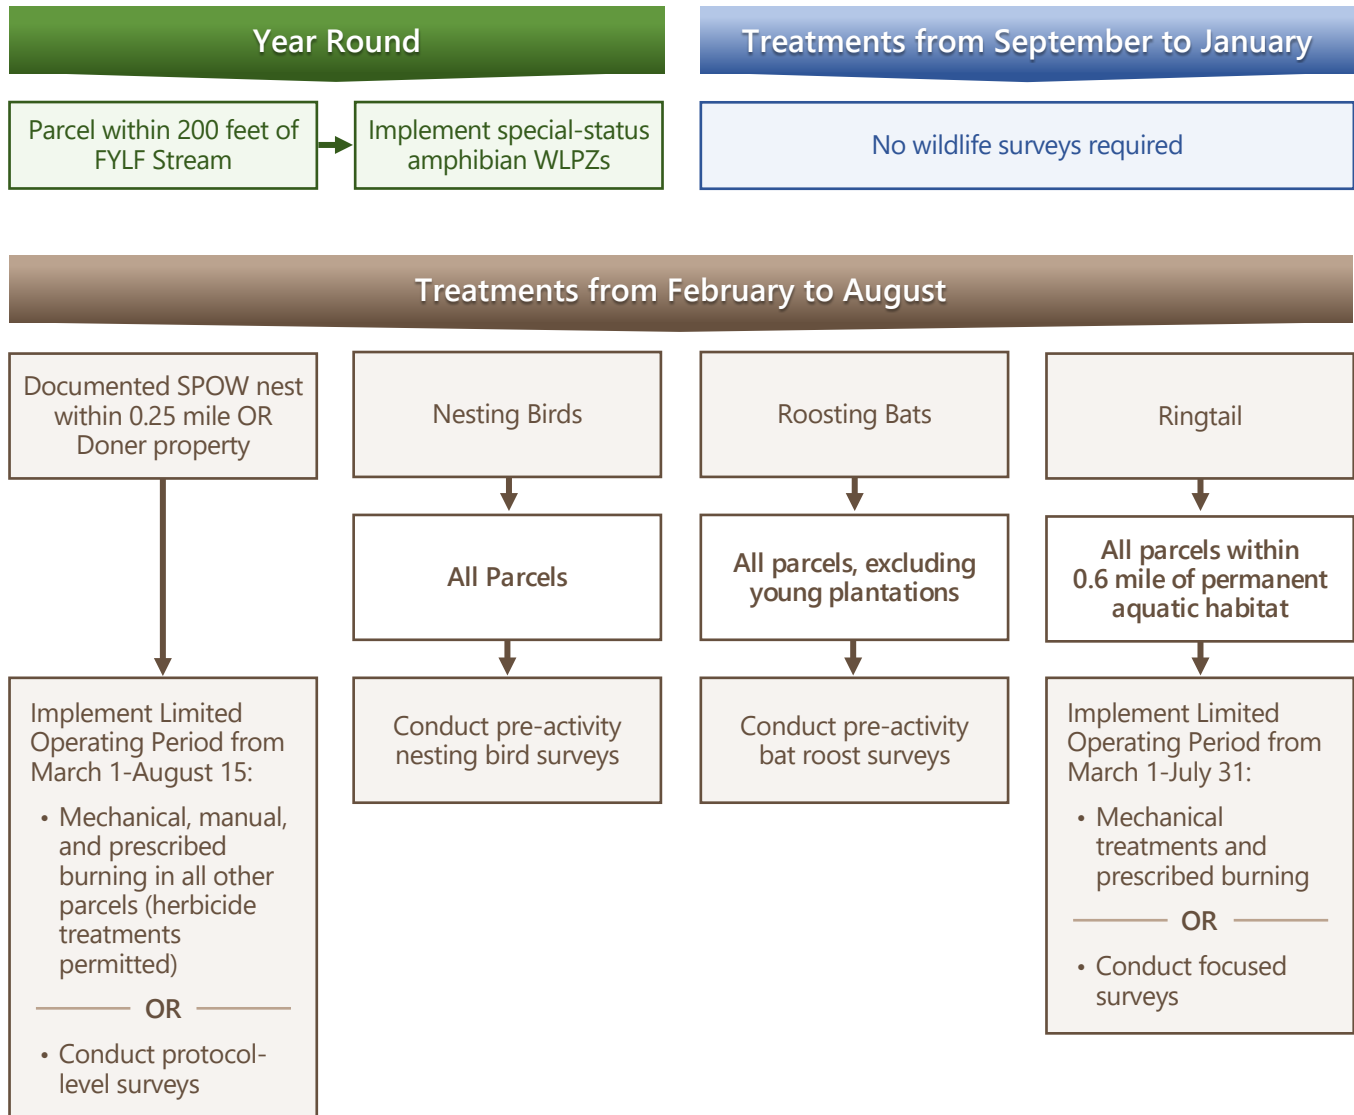 Year Round
Treatments from September to January
Parcel within 200 feet of
FYLF Stream
Implement special-status
amphibian WLPZs
No wildlife surveys required
Treatments from February to August
Documented SPOW nest
within 0.25 mile OR
Doner property
Nesting Birds
Roosting Bats
Ringtail
All Parcels
All parcels, excluding
young plantations
All parcels within
0.6 mile of permanent
aquatic habitat
Implement Limited
Operating Period from
March 1-August 15:
• Mechanical, manual,
and prescribed
burning in all other
parcels (herbicide
treatments
permitted)
OR
• Conduct protocol-
level surveys
Conduct pre-activity
nesting bird surveys
Conduct pre-activity
bat roost surveys
Implement Limited
Operating Period from
March 1-July 31:
• Mechanical
treatments and
prescribed burning
OR
• Conduct focused
surveys